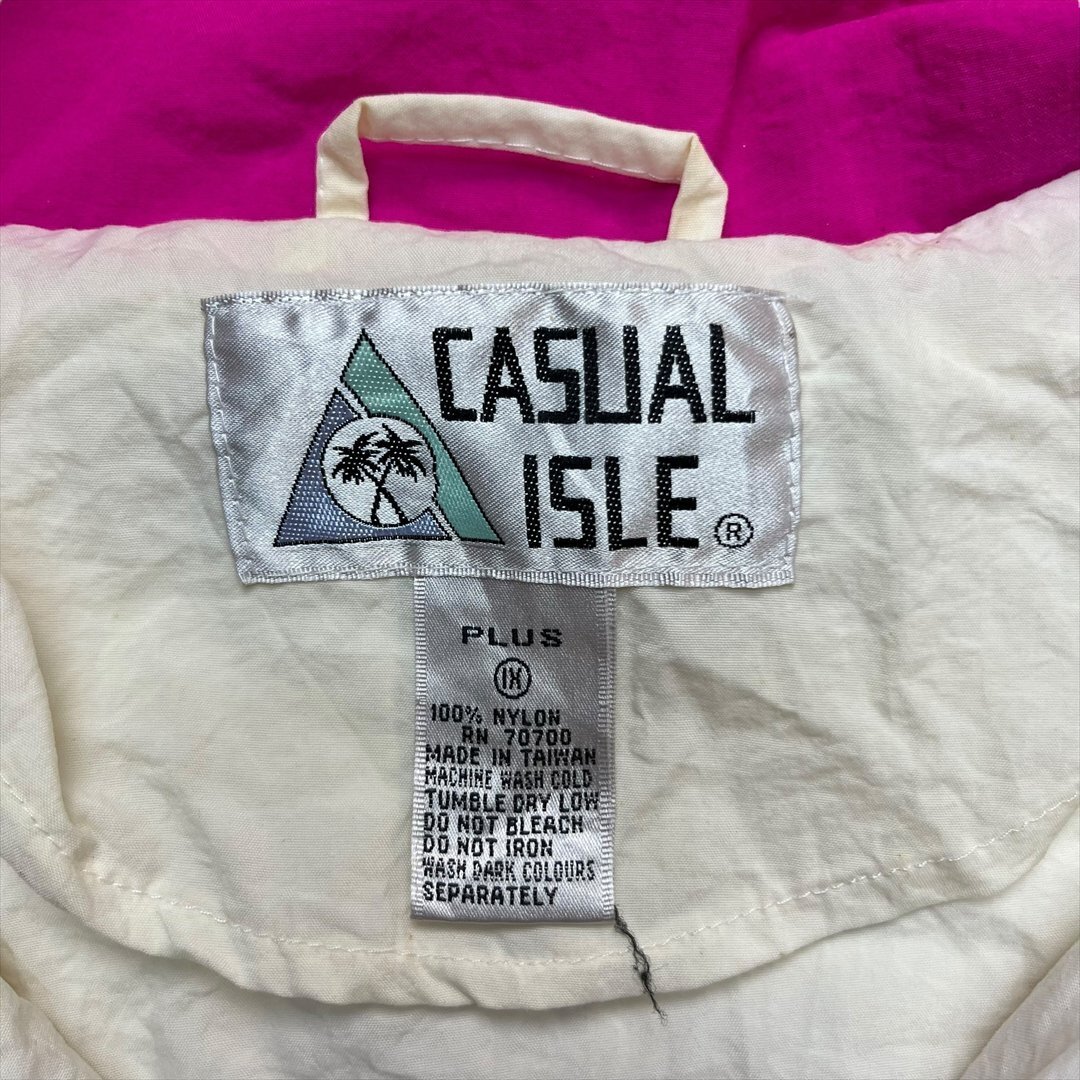 CASUAL
ISLE ®
PLUS
1X
100% NYLON
RN 70700
MADE IN TAIWAN
MACHINE WASH COLD
TUMBLE DRY LOW
DO NOT BLEACH
DO NOT IRON
WASH DARK COLOURS
SEPARATELY